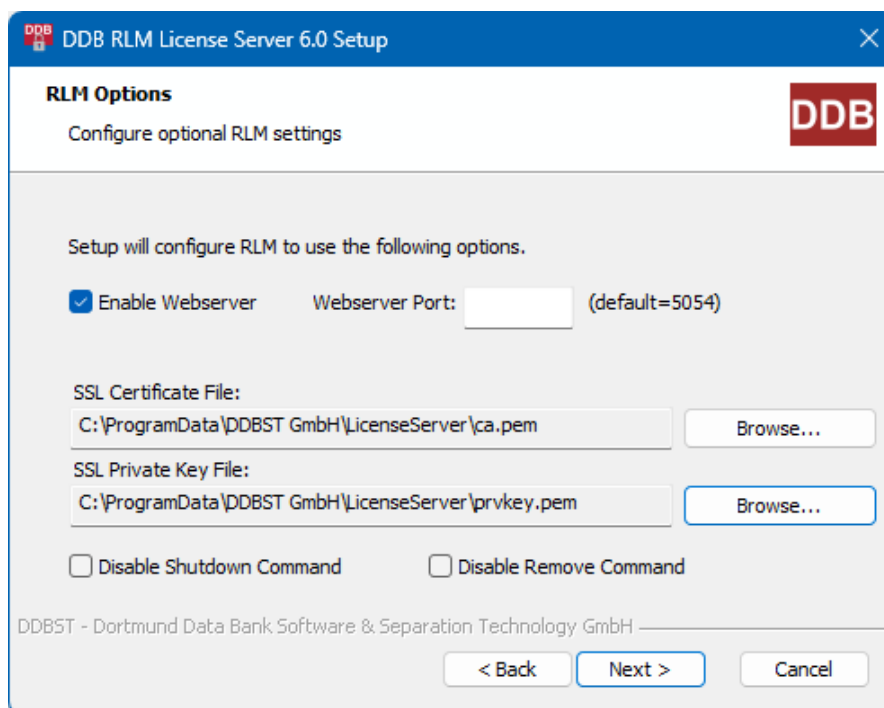 DDB
DDB RLM License Server 6.0 Setup
RLM Options
Configure optional RLM settings
DDB
Setup will configure RLM to use the following options.
Enable Webserver Webserver Port: (default=5054)
SSL Certificate File:
C:\ProgramData\DDBST GmbH\LicenseServer\ca.pem Browse...
SSL Private Key File:
C:\ProgramData\DDBST GmbH\LicenseServer\prvkey.pem Browse...
Disable Shutdown Command Disable Remove Command
DDBST - Dortmund Data Bank Software & Separation Technology GmbH
< Back Next > Cancel